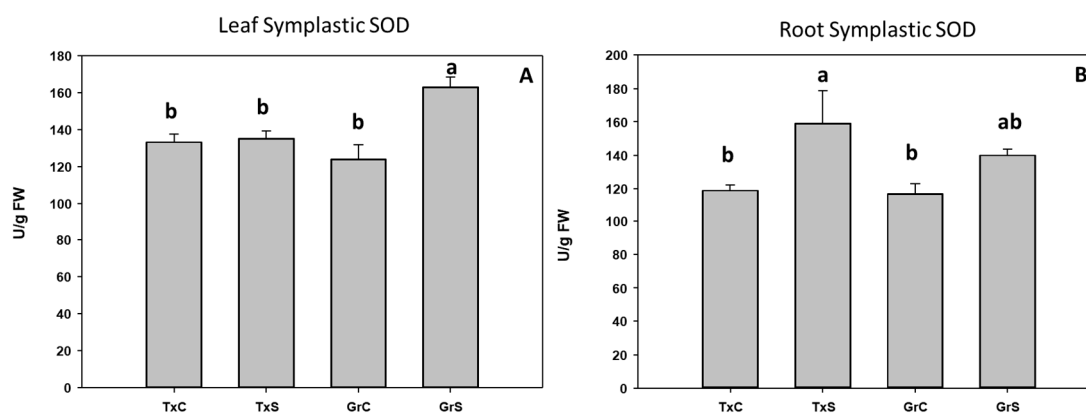 Leaf Symplastic SOD
A
180
160
140
120
100
80
60
40
20
0
U/g FW
b
b
b
a
TxC TxS GrC GrS
Root Symplastic SOD
B
200
180
160
140
120
100
80
60
40
20
0
U/g FW
b
a
b
ab
TxC TxS GrC GrS